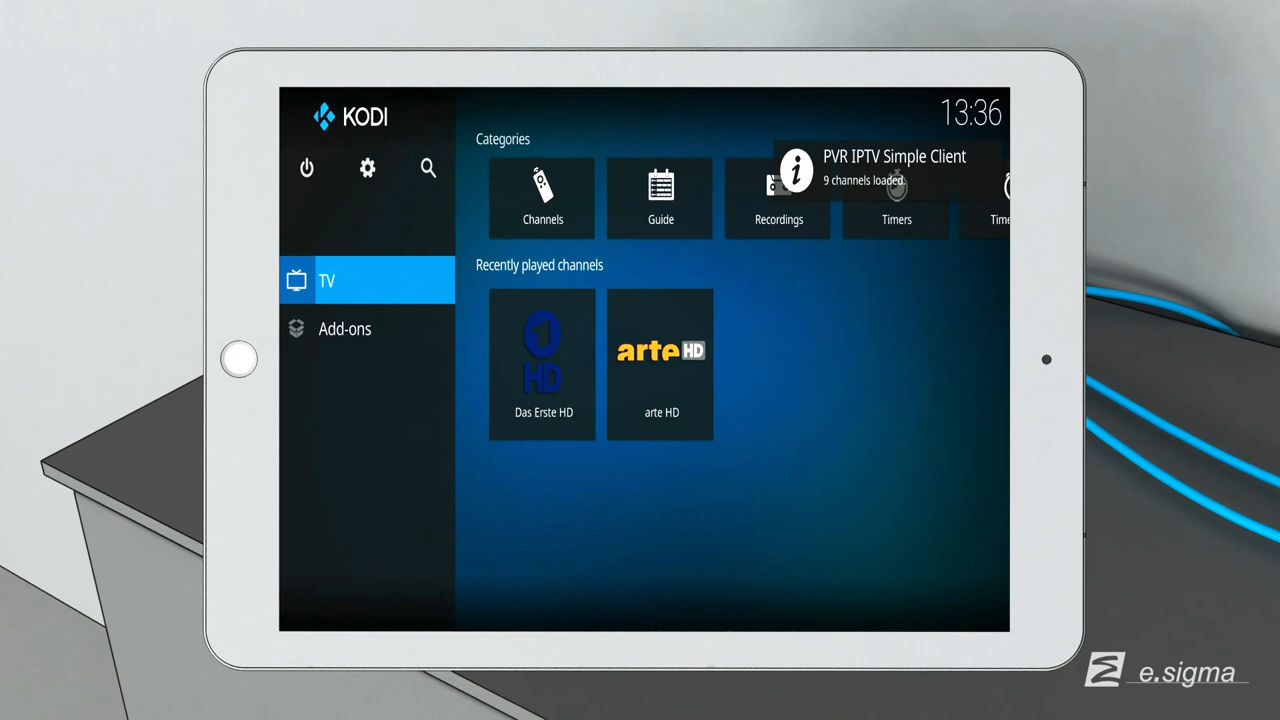 KODI
13:36
Categories
PVR IPTV Simple Client
9 channels loaded
Channels
Guide
Recordings
Timers
TV
Recently played channels
Add-ons
HD
arte HD
Das Erste HD
arte HD
e.sigma